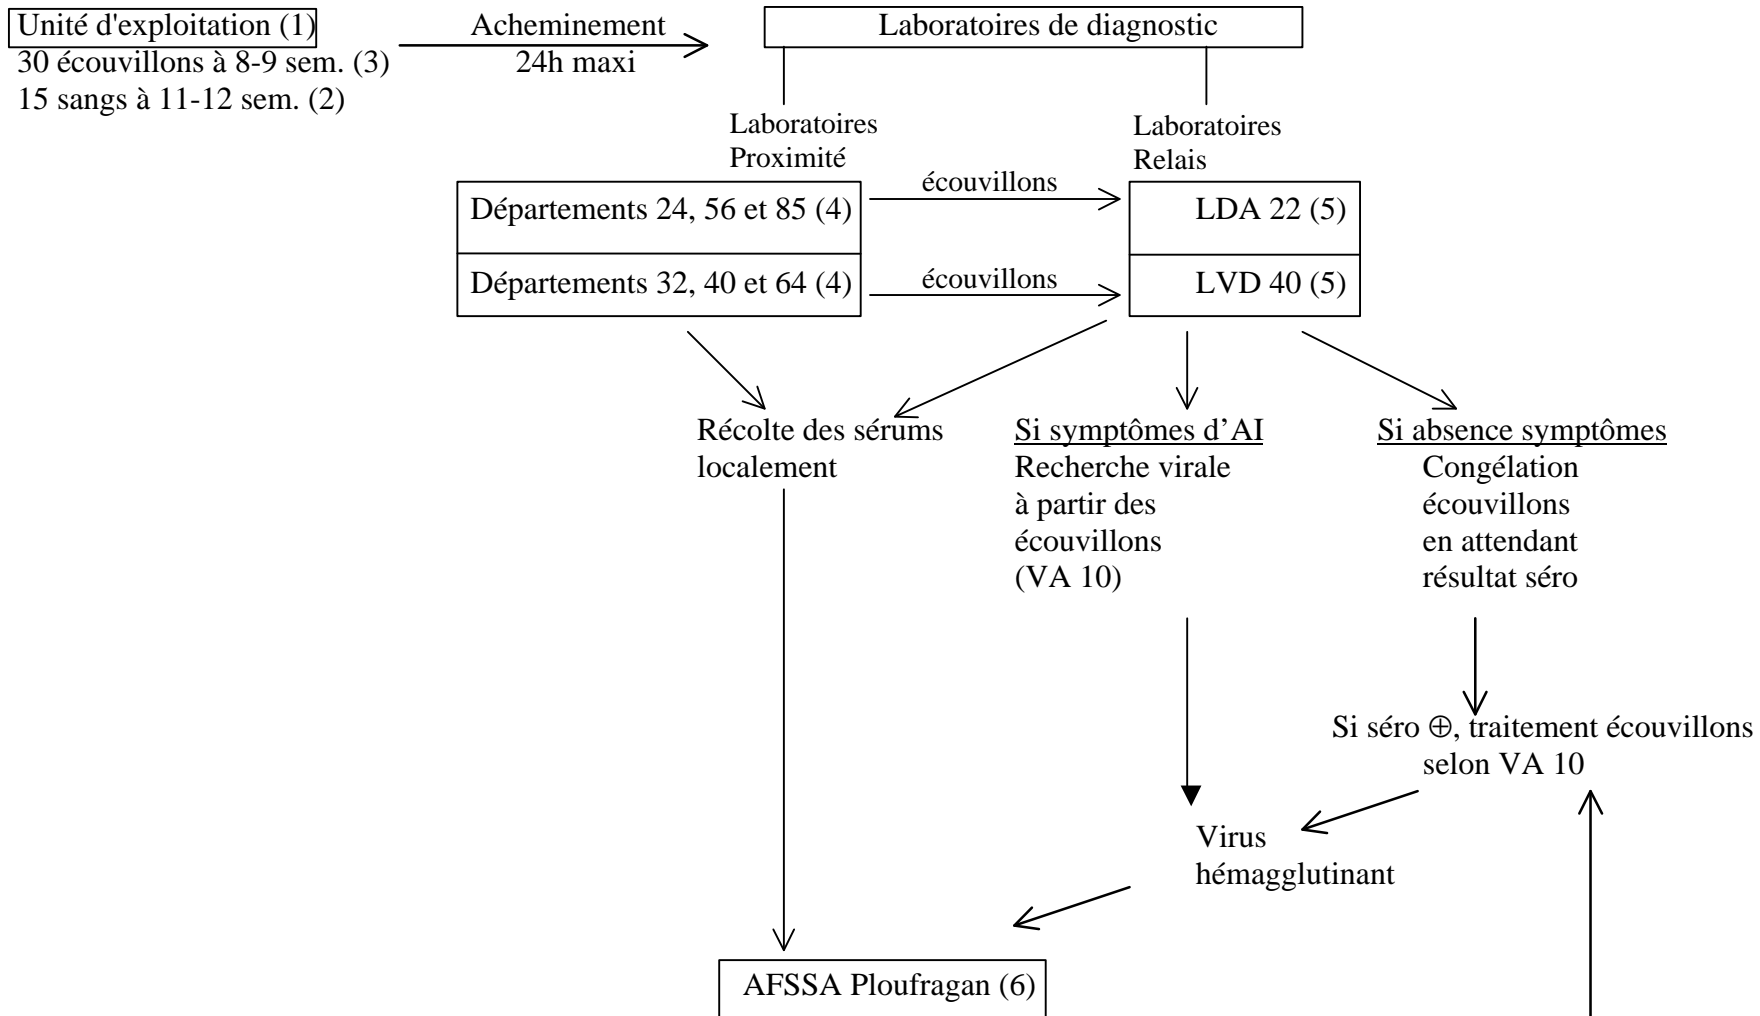 Unité d'exploitation (1)
30 écouvillons à 8-9 sem. (3)
15 sangs à 11-12 sem. (2)
Acheminement
24h maxi
Laboratoires de diagnostic
Laboratoires
Proximité
Laboratoires
Relais
Départements 24, 56 et 85 (4)
écouvillons
LDA 22 (5)
Départements 32, 40 et 64 (4)
écouvillons
LVD 40 (5)
Récolte des sérums
localement
Si symptômes d’AI
Recherche virale
à partir des
écouvillons
(VA 10)
Si absence symptômes
Congélation
écouvillons
en attendant
résultat séro
Si séro ⊕, traitement écouvillons
selon VA 10
Virus
hémagglutinant
AFSSA Ploufragan (6)